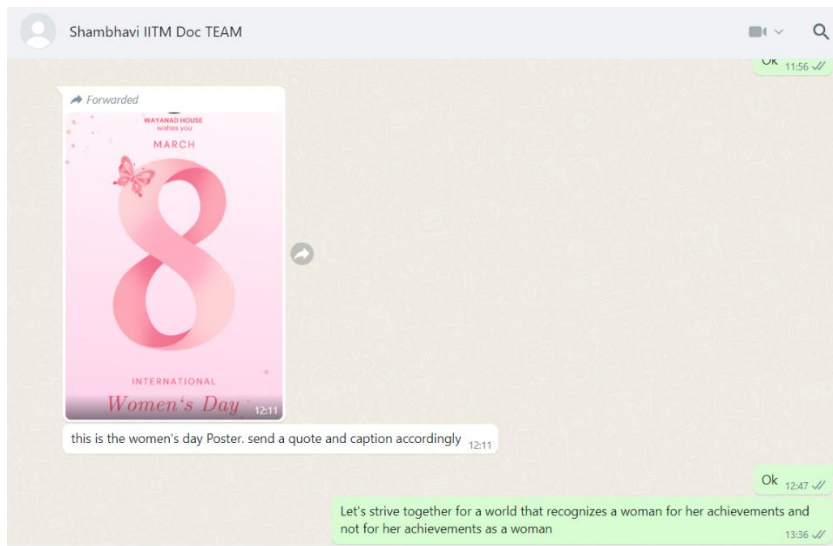 Shambhavi IITM Doc TEAM
Ok 11:56
Forwarded
WAYANAD HOUSE
wishes you
MARCH
8
INTERNATIONAL
Women's Day 12:11
this is the women's day Poster. send a quote and caption accordingly 12:11
Ok 12:47
Let's strive together for a world that recognizes a woman for her achievements and
not for her achievements as a woman
13:36